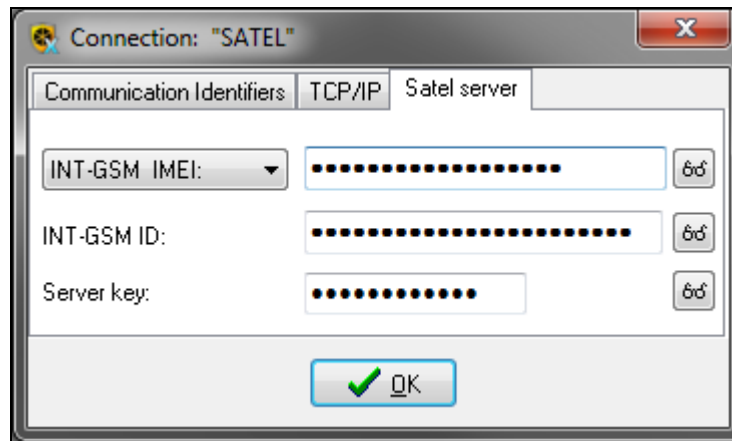 Connection: "SATEL"
Communication Identifiers TCP/IP Satel server
INT-GSM IMEI: ••••••••••••••••••
INT-GSM ID: •••••••••••••••••••••••
Server key: ••••••••••••
OK